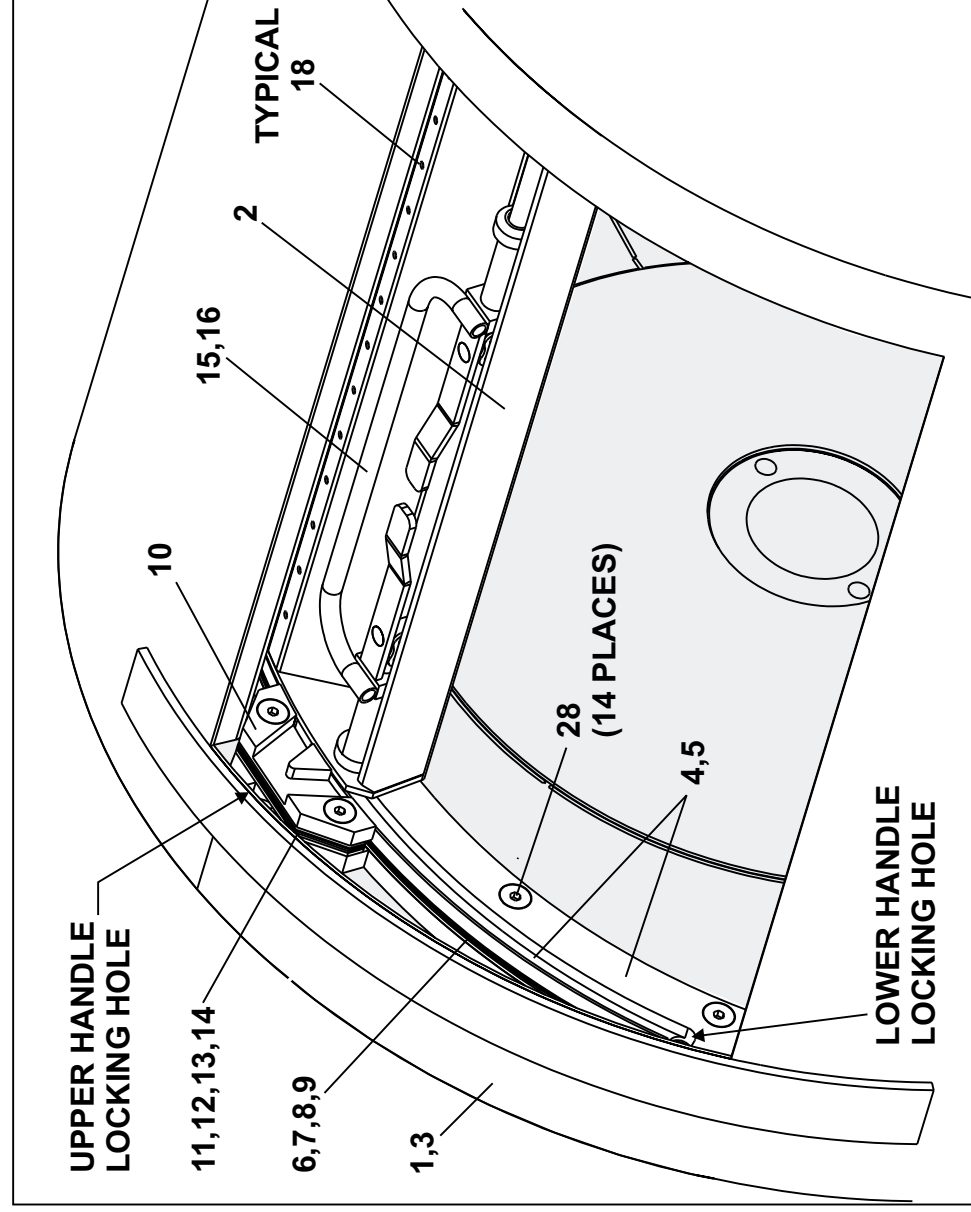 UPPER HANDLE
LOCKING HOLE
11,12,13,14
6,7,8,9
1,3
10
15,16
2
TYPICAL
18
28
(14 PLACES)
4,5
LOWER HANDLE
LOCKING HOLE